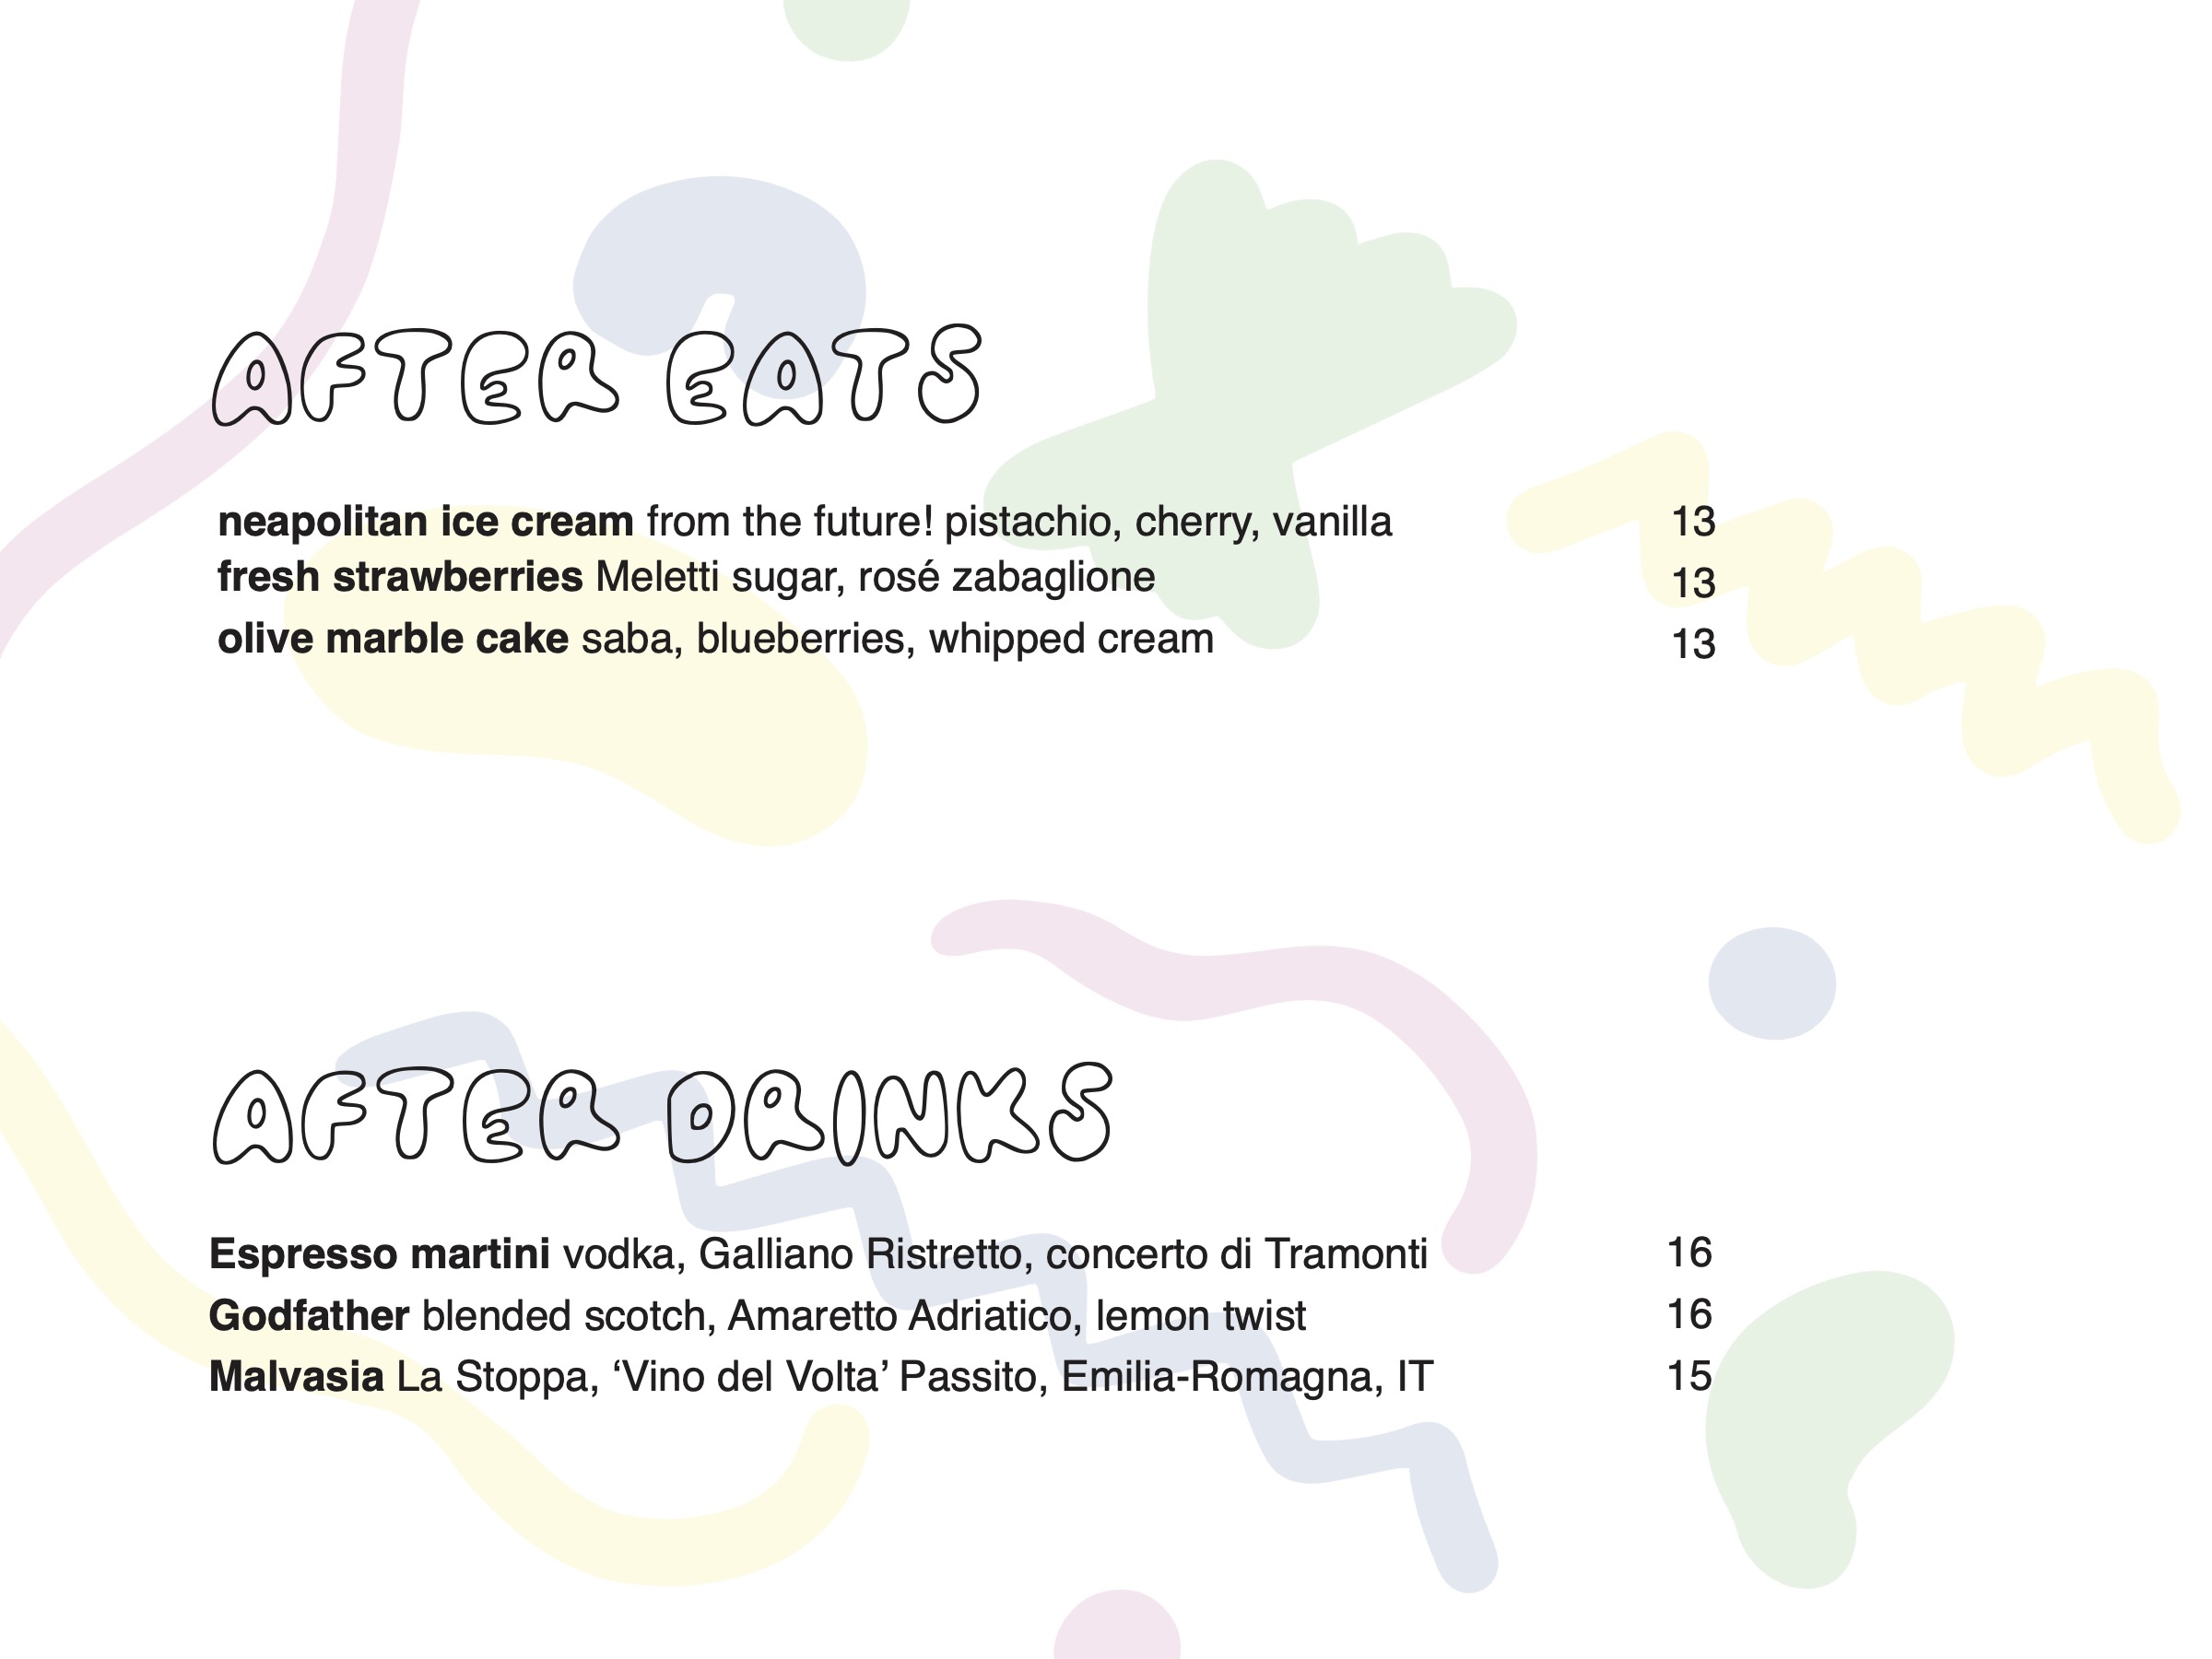 AFTER EATS
neapolitan ice cream from the future! pistachio, cherry, vanilla 13
fresh strawberries Meletti sugar, rosé zabaglione 13
olive marble cake saba, blueberries, whipped cream 13
AFTER DRINKS
Espresso martini vodka, Galliano Ristretto, concerto di Tramonti 16
Godfather blended scotch, Amaretto Adriatico, lemon twist 16
Malvasia La Stoppa, ‘Vino del Volta’ Passito, Emilia-Romagna, IT 15